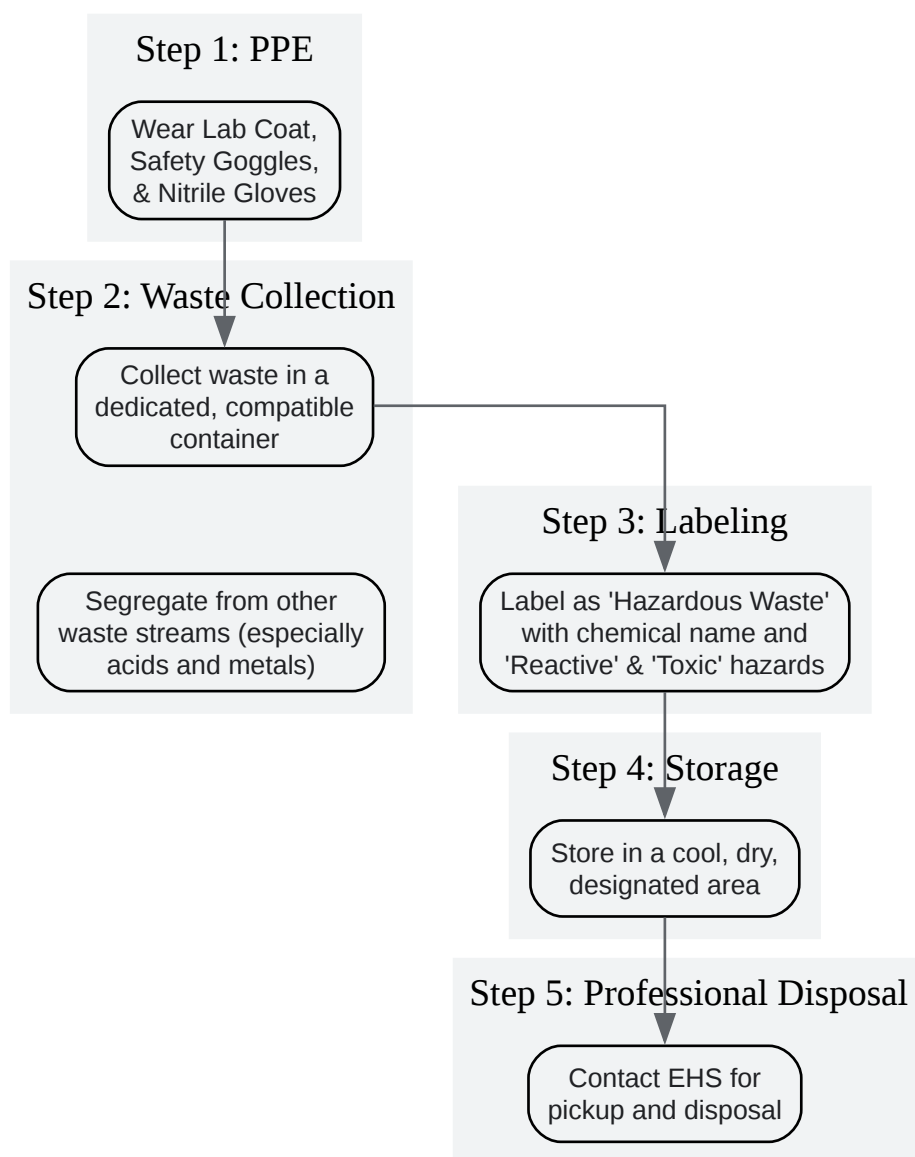 Step 1: PPE
Wear Lab Coat,
Safety Goggles,
& Nitrile Gloves
Step 2: Waste Collection
Collect waste in a
dedicated, compatible
container
Segregate from other
waste streams (especially
acids and metals)
Step 3: Labeling
Label as 'Hazardous Waste'
with chemical name and
'Reactive' & 'Toxic' hazards
Step 4: Storage
Store in a cool, dry,
designated area
Step 5: Professional Disposal
Contact EHS for
pickup and disposal